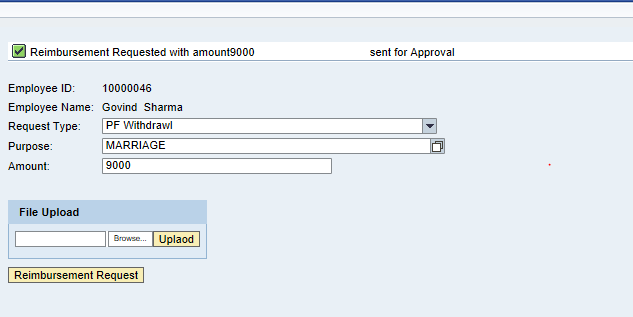 Reimbursement Requested with amount9000 sent for Approval
Employee ID: 10000046
Employee Name: Govind Sharma
Request Type: PF Withdrawl
Purpose: MARRIAGE
Amount: 9000
File Upload
Browse... Uplaod
Reimbursement Request